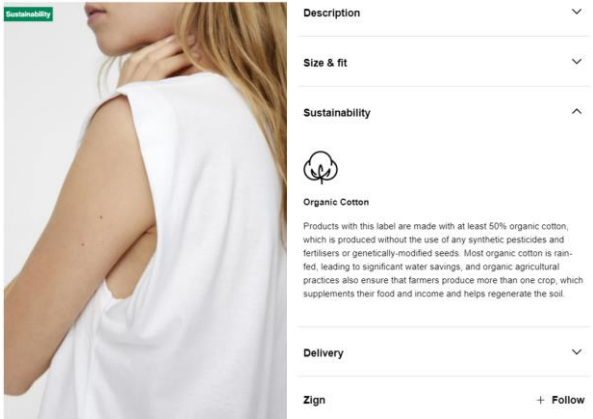 Sustainability
Description
Size & fit
Sustainability
Organic Cotton
Products with this label are made with at least 50% organic cotton,
which is produced without the use of any synthetic pesticides and
fertilisers or genetically-modified seeds. Most organic cotton is rain-
fed, leading to significant water savings, and organic agricultural
practices also ensure that farmers produce more than one crop, which
supplements their food and income and helps regenerate the soil.
Delivery
Zign + Follow